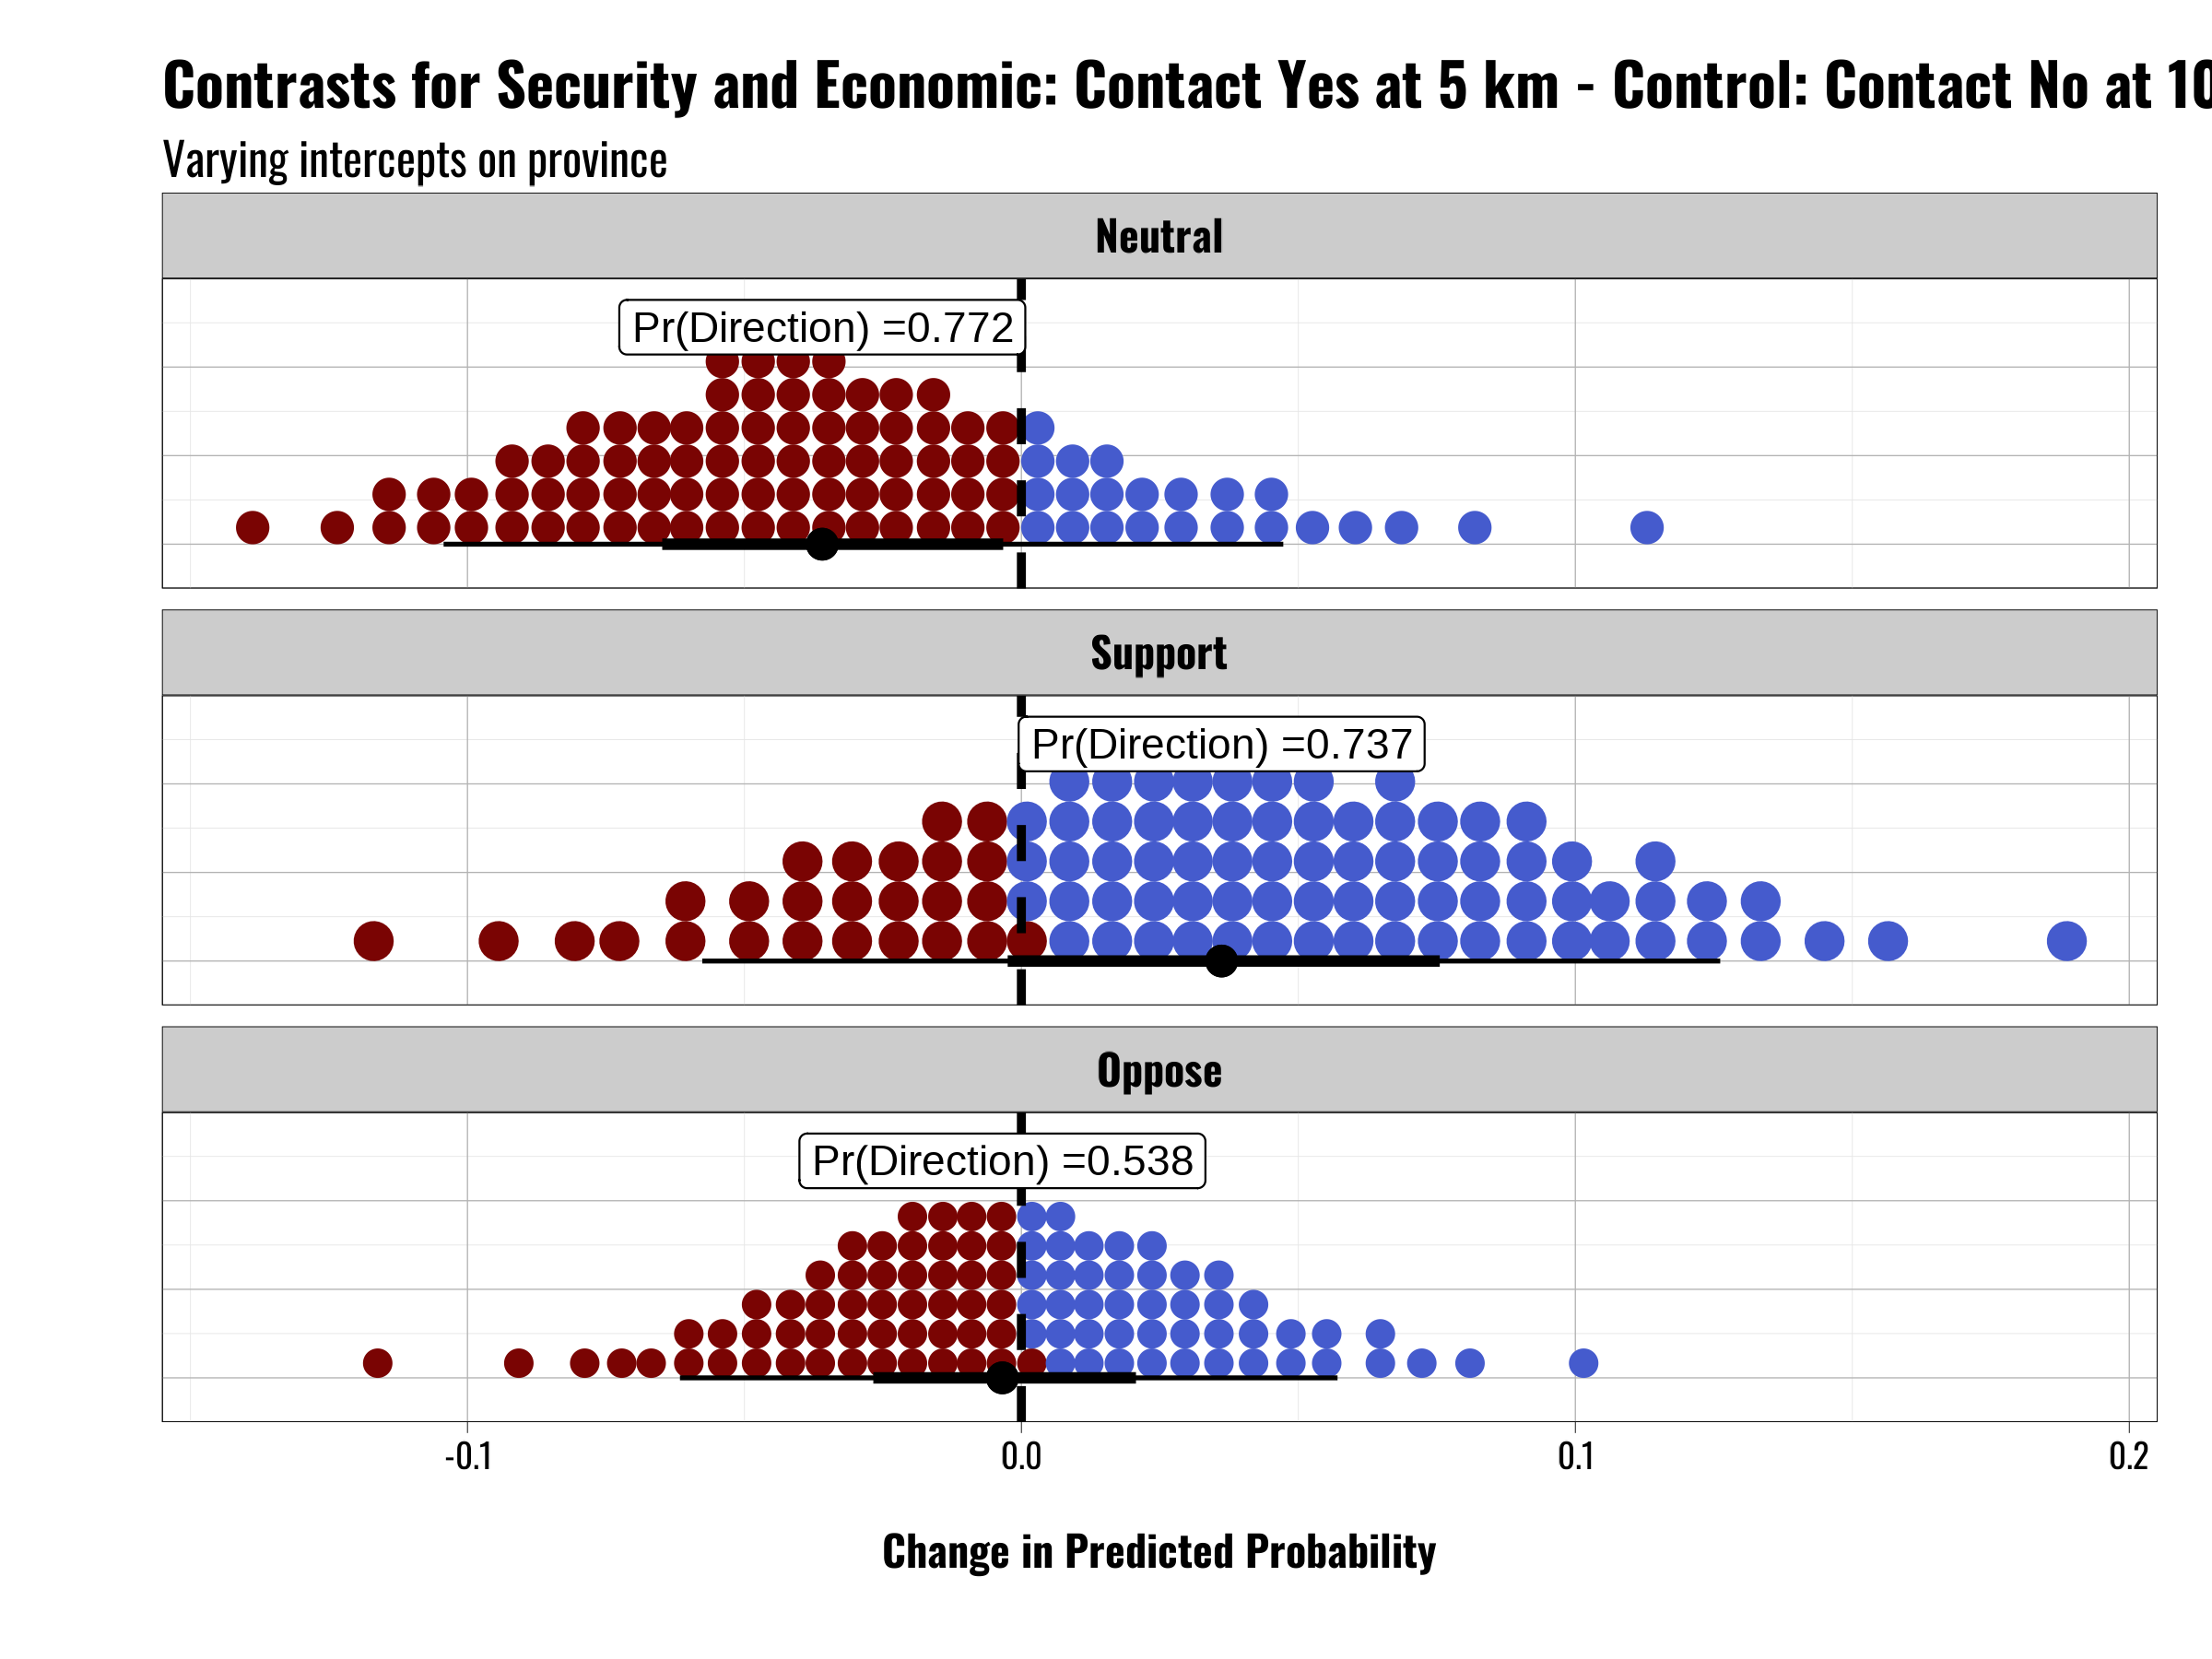 Contrasts for Security and Economic: Contact Yes at 5 km - Control: Contact No at 10
Varying intercepts on province
Neutral
Pr(Direction) =0.772
Support
Pr(Direction) =0.737
Oppose
Pr(Direction) =0.538
-0.1 0.0 0.1 0.2
Change in Predicted Probability